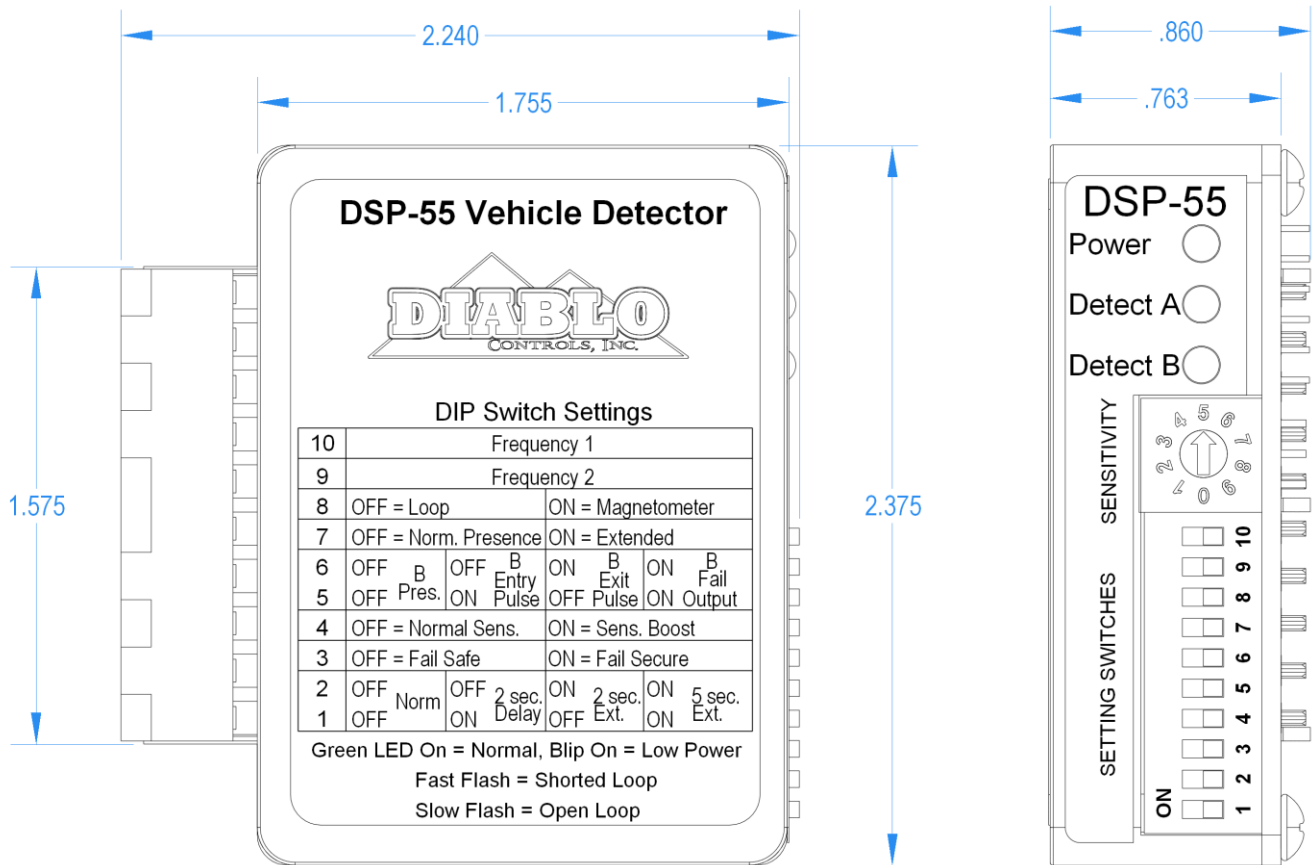 2.240
1.755
1.575
2.375
DSP-55 Vehicle Detector
DIABLO
CONTROLS, INC.
DIP Switch Settings
10 Frequency 1
9 Frequency 2
8 OFF = Loop ON = Magnetometer
7 OFF = Norm. Presence ON = Extended
6 OFF B OFF B ON B ON B
Pres. Entry Exit Fail
5 OFF ON Pulse OFF Pulse ON Output
4 OFF = Normal Sens. ON = Sens. Boost
3 OFF = Fail Safe ON = Fail Secure
2 OFF Norm OFF 2 sec. ON 2 sec. ON 5 sec.
1 OFF ON Delay OFF Ext. ON Ext.
Green LED On = Normal, Blip On = Low Power
Fast Flash = Shorted Loop
Slow Flash = Open Loop
.860
.763
DSP-55
Power
Detect A
Detect B
SENSITIVITY
0 1 2 3 4 5 6 7 8 9
SETTING SWITCHES
ON
10
9
8
7
6
5
4
3
2
1